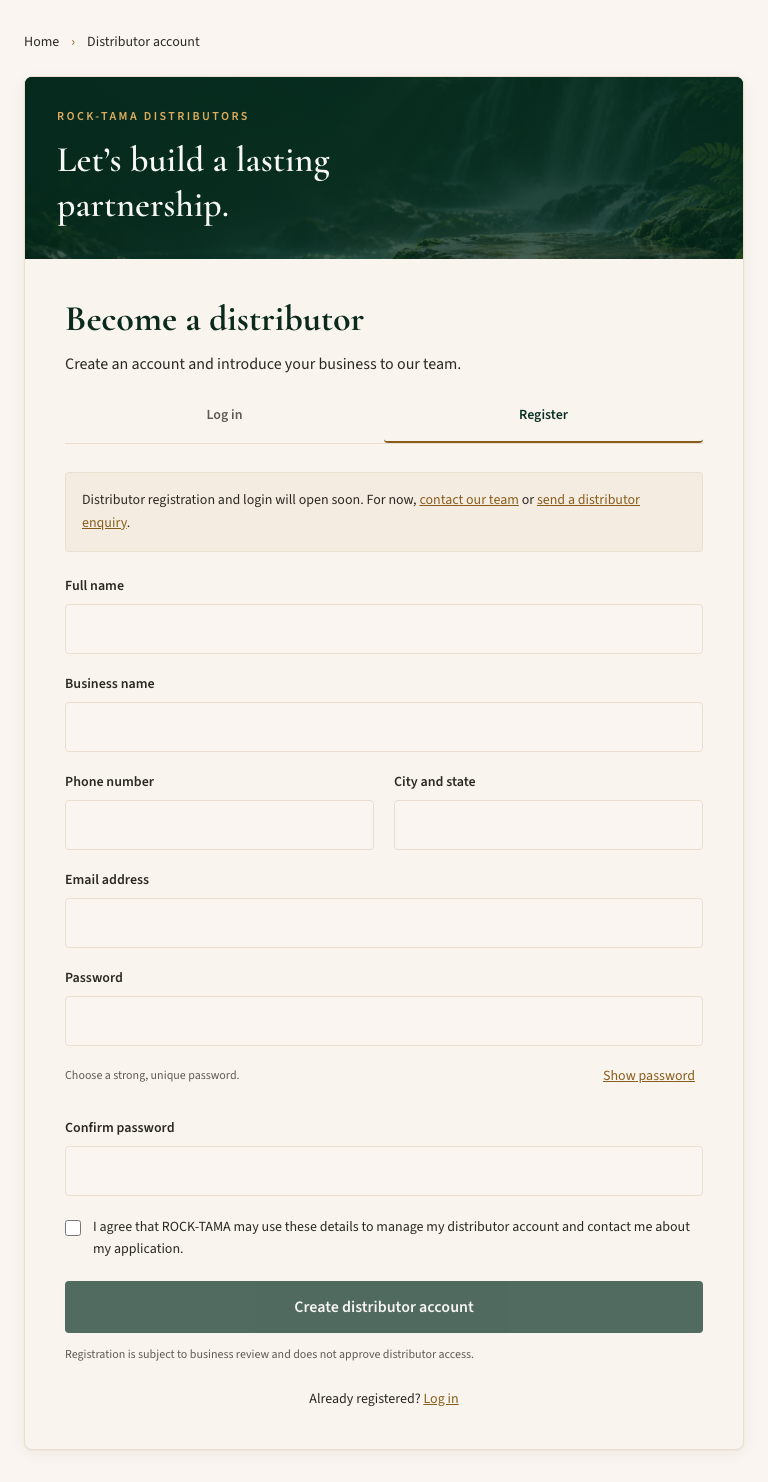 Home › Distributor account
ROCK-TAMA DISTRIBUTORS
Let’s build a lasting
partnership.
Become a distributor
Create an account and introduce your business to our team.
Log in Register
Distributor registration and login will open soon. For now, contact our team or send a distributor
enquiry.
Full name
Business name
Phone number City and state
Email address
Password
Choose a strong, unique password. Show password
Confirm password
I agree that ROCK-TAMA may use these details to manage my distributor account and contact me about
my application.
Create distributor account
Registration is subject to business review and does not approve distributor access.
Already registered? Log in